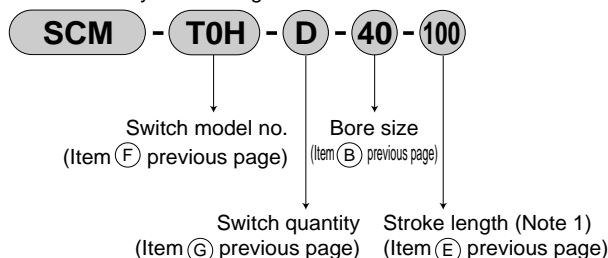 SCM - T0H - D - 40 - 100
Switch model no.
(Item Ⓕ previous page)
Bore size
(Item Ⓑ previous page)
Switch quantity
(Item Ⓖ previous page)
Stroke length (Note 1)
(Item Ⓔ previous page)